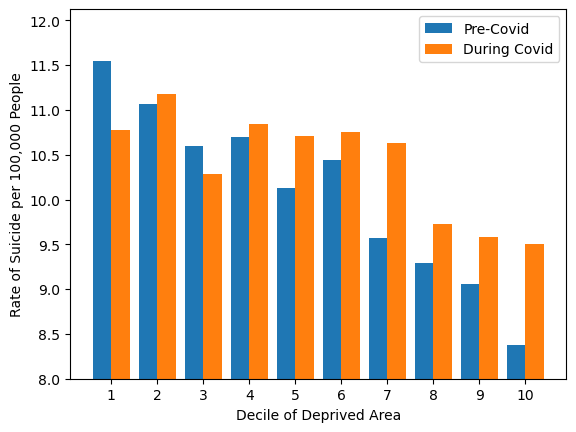 12.0
11.5
11.0
10.5
10.0
9.5
9.0
8.5
8.0
Rate of Suicide per 100,000 People
Pre-Covid
During Covid
1 2 3 4 5 6 7 8 9 10
Decile of Deprived Area